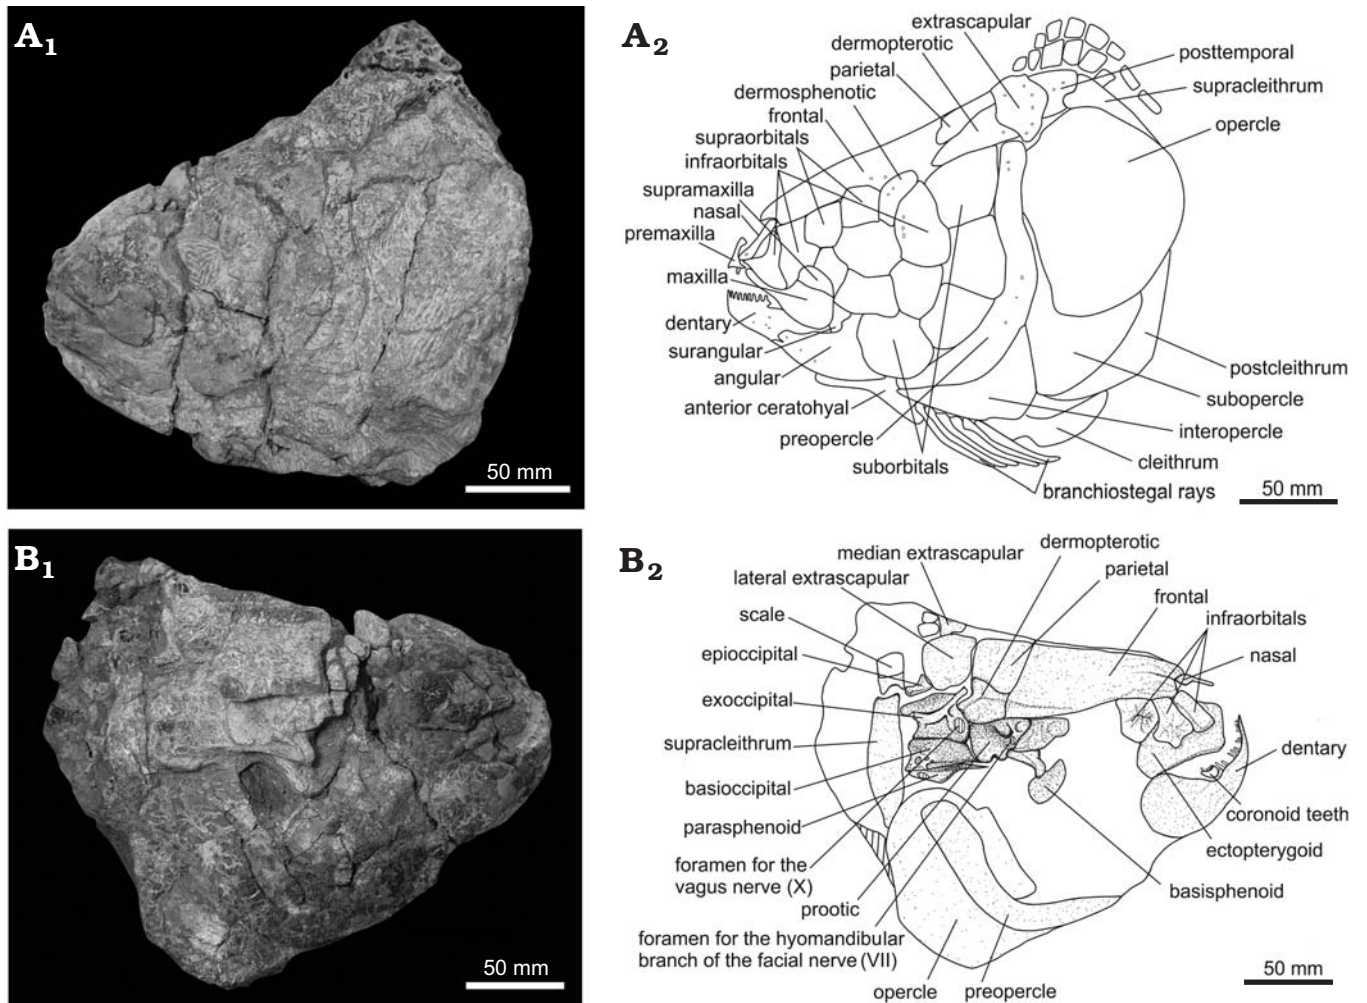 A1
50 mm
A2
extrascapular
dermopterotic
parietal
dermosphenotic
frontal
supraorbitals
infraorbitals
supramaxilla
nasal
premaxilla
maxilla
dentary
surangular
angular
anterior ceratohyal
preopercle
suborbitals
posttemporal
supracleithrum
opercle
postcleithrum
subopercle
interopercle
cleithrum
branchiostegal rays
50 mm
B1
50 mm
B2
median extrascapular
lateral extrascapular
scale
epioccipital
exoccipital
supracleithrum
basioccipital
parasphenoid
foramen for the
vagus nerve (X)
prootic
foramen for the hyomandibular
branch of the facial nerve (VII)
opercle
preopercle
dermopterotic
parietal
frontal
infraorbitals
nasal
dentary
coronoid teeth
ectopterygoid
basisphenoid
50 mm